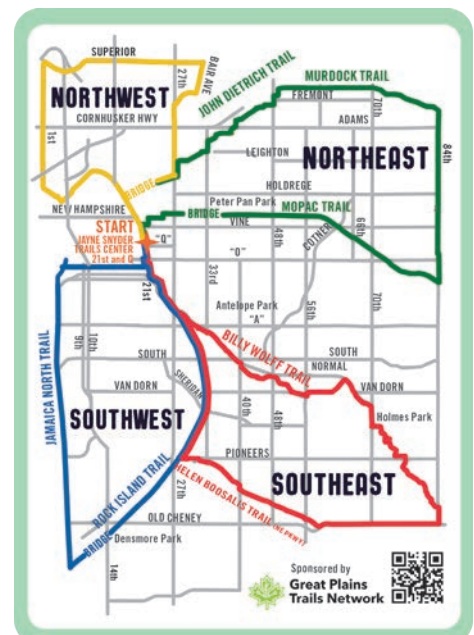 SUPERIOR
27th
BAIR AVE
NORTHWEST
CORNHUSKER HWY
1st
JOHN DIETRICH TRAIL
MURDOCK TRAIL
FREMONT
70th
ADAMS
84th
LEIGHTON
NORTHEAST
BRIDGE
HOLDREGE
Peter Pan Park
NEW HAMPSHIRE
BRIDGE
MOPAC TRAIL
VINE
START
JAYNE SNYDER
TRAILS CENTER
21st and Q
"Q"
"O"
48th
COTNER
66th
21st
33rd
Antelope Park
"A"
56th
70th
JAMAICA NORTH TRAIL
9th
10th
SOUTH
BILLY WOLFF TRAIL
SOUTH
NORMAL
VAN DORN
SHERIDAN
VAN DORN
40th
48th
Holmes Park
SOUTHWEST
ROCK ISLAND TRAIL
27th
PIONEERS
SOUTHEAST
HELEN BOOSALIS TRAIL
OLD CHENEY
BRIDGE
Densmore Park
14th
Sponsored by
Great Plains
Trails Network